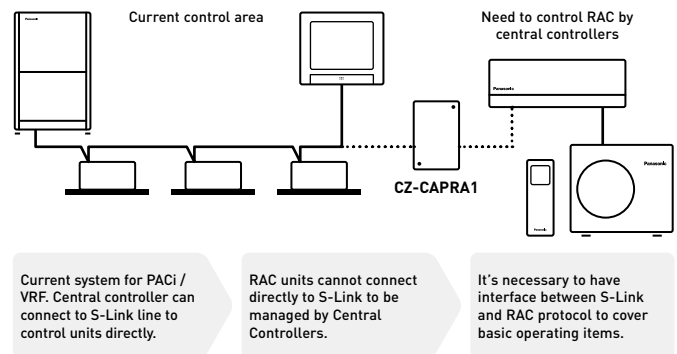 Current control area
Need to control RAC by
central controllers
Panasonic
Panasonic
Panasonic
CZ-CAPRA1
Panasonic
Current system for PACi /
VRF. Central controller can
connect to S-Link line to
control units directly.
RAC units cannot connect
directly to S-Link to be
managed by Central
Controllers.
It's necessary to have
interface between S-Link
and RAC protocol to cover
basic operating items.